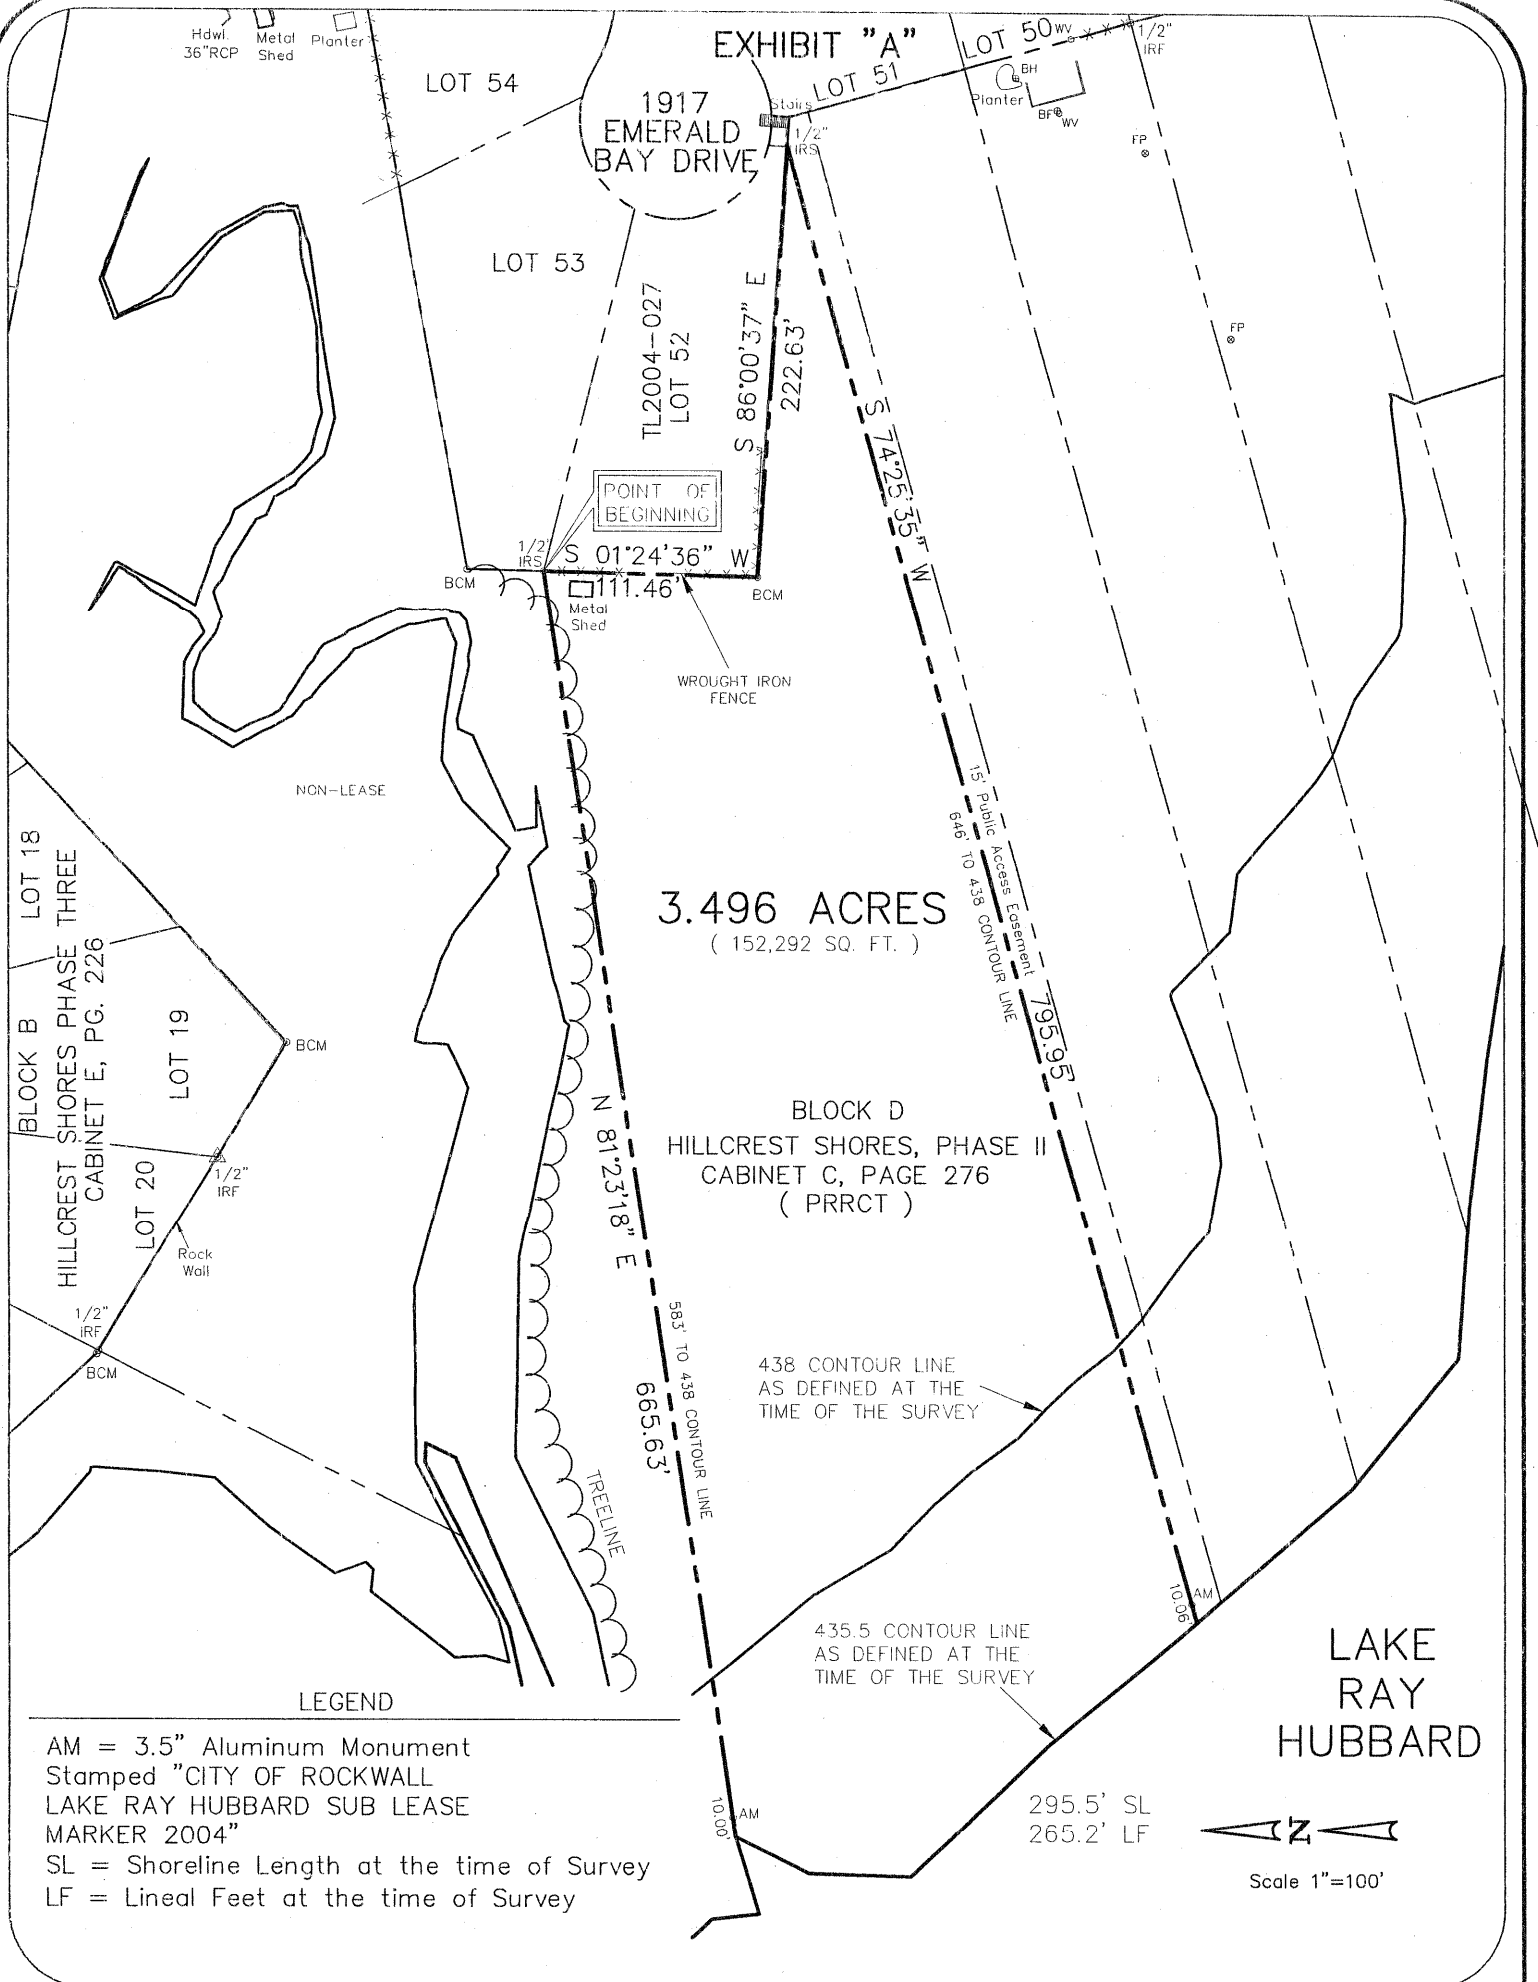 EXHIBIT "A"
Hdwl.
36"RCP
Metal
Shed
Planter
LOT 54
1917
EMERALD
BAY DRIVE
Stairs
1/2"
IRS
LOT 51
LOT 50
WV
1/2"
IRF
BH
Planter
BF
WV
FP
FP
LOT 53
TL2004-027
LOT 52
S 86°00'37" E
222.63'
S 74°25'35" W
POINT OF
BEGINNING
1/2"
IRS
S 01°24'36" W
111.46'
BCM
BCM
Metal
Shed
WROUGHT IRON
FENCE
NON-LEASE
15' Public Access Easement
646' TO 438 CONTOUR LINE
795.95'
3.496 ACRES
( 152,292 SQ. FT. )
LOT 18
BLOCK B
HILLCREST SHORES PHASE THREE
CABINET E, PG. 226
LOT 19
BCM
LOT 20
1/2"
IRF
Rock
Wall
1/2"
IRF
BCM
N 81°23'18" E
BLOCK D
HILLCREST SHORES, PHASE II
CABINET C, PAGE 276
( PRRCT )
583' TO 438 CONTOUR LINE
665.63'
438 CONTOUR LINE
AS DEFINED AT THE
TIME OF THE SURVEY
TREELINE
10.06'
AM
435.5 CONTOUR LINE
AS DEFINED AT THE
TIME OF THE SURVEY
LAKE
RAY
HUBBARD
LEGEND
AM = 3.5" Aluminum Monument
Stamped "CITY OF ROCKWALL
LAKE RAY HUBBARD SUB LEASE
MARKER 2004"
SL = Shoreline Length at the time of Survey
LF = Lineal Feet at the time of Survey
10.00'
AM
295.5' SL
265.2' LF
N
Scale 1"=100'